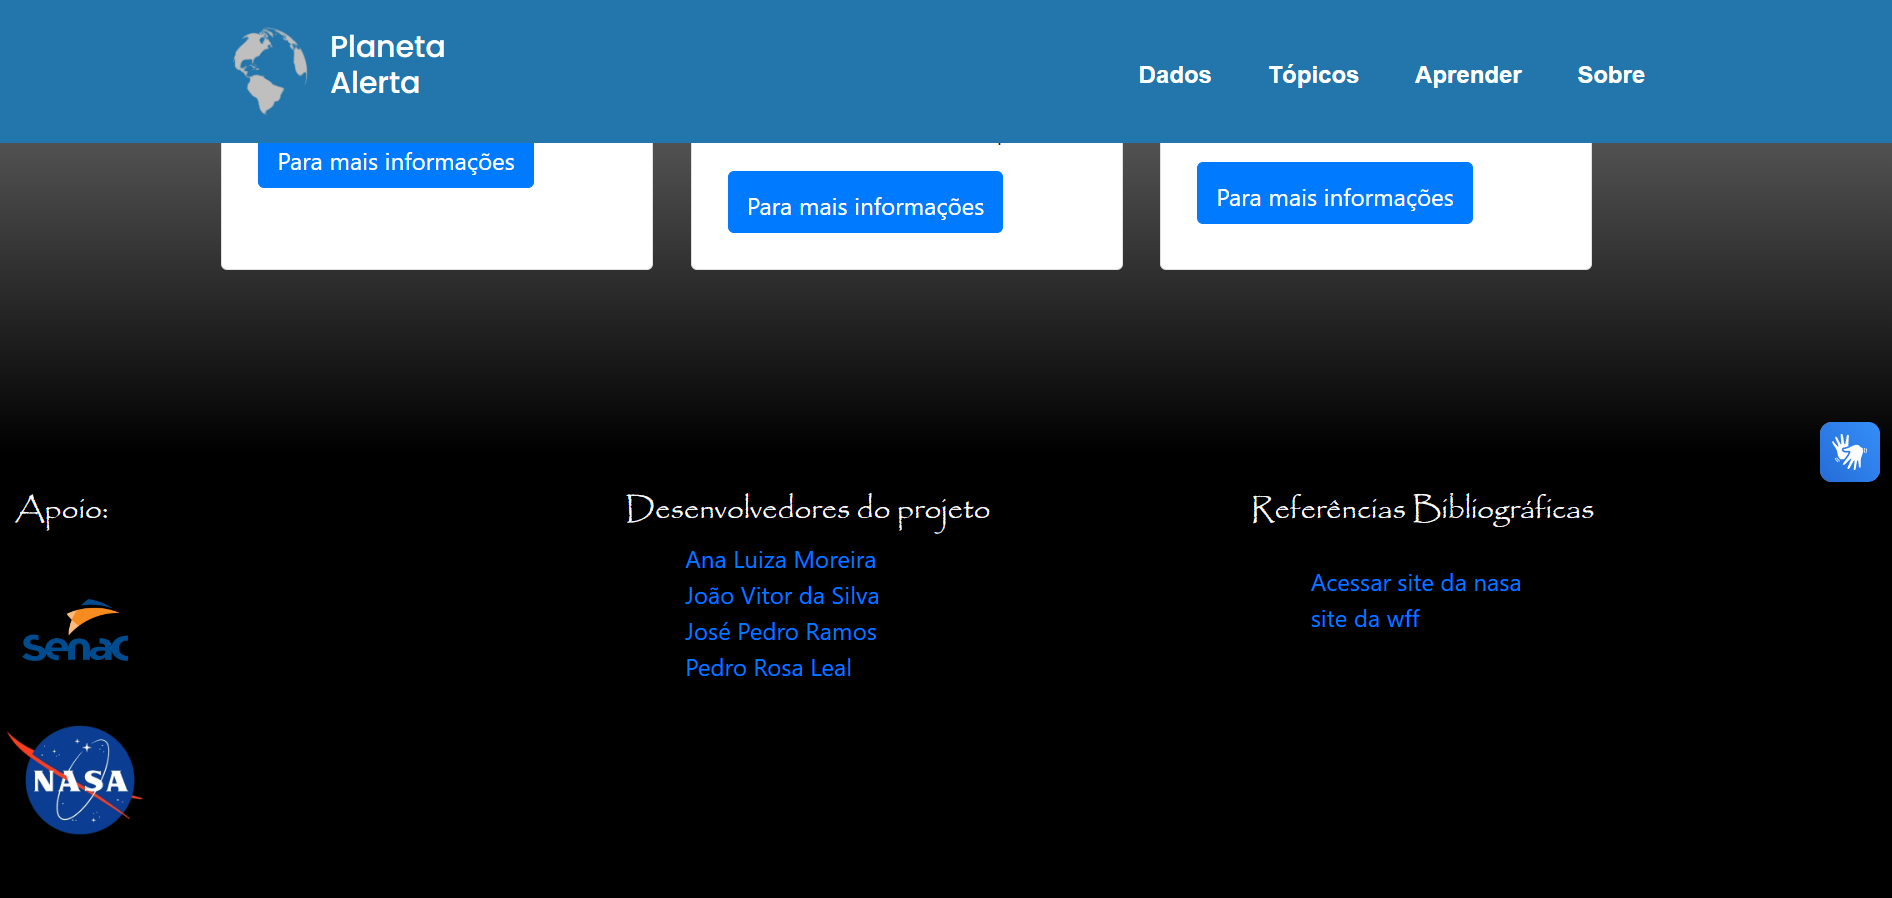 Planeta
Alerta
Dados
Tópicos
Aprender
Sobre
Para mais informações
Para mais informações
Para mais informações
Apoio:
senac
NASA
Desenvolvedores do projeto
Ana Luiza Moreira
João Vitor da Silva
José Pedro Ramos
Pedro Rosa Leal
Referências Bibliográficas
Acessar site da nasa
site da wff